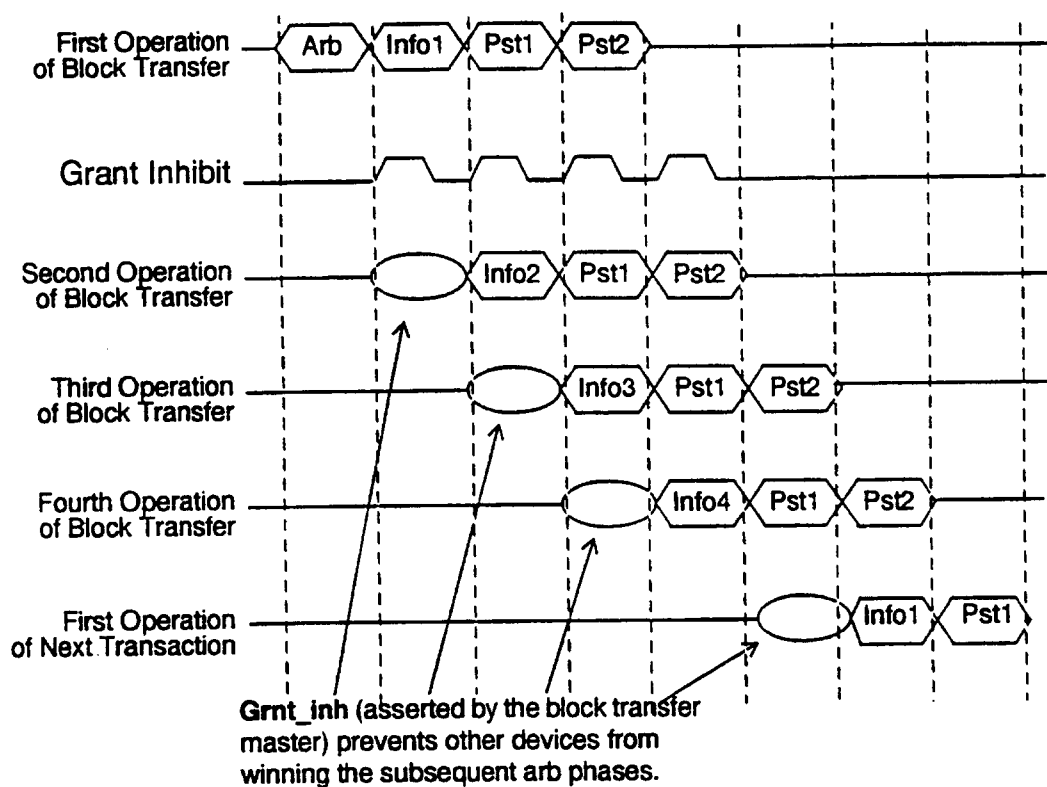 First Operation
of Block Transfer
Arb
Info1
Pst1
Pst2
Grant Inhibit
Second Operation
of Block Transfer
Info2
Pst1
Pst2
Third Operation
of Block Transfer
Info3
Pst1
Pst2
Fourth Operation
of Block Transfer
Info4
Pst1
Pst2
First Operation
of Next Transaction
Info1
Pst1
Grnt_inh (asserted by the block transfer
master) prevents other devices from
winning the subsequent arb phases.